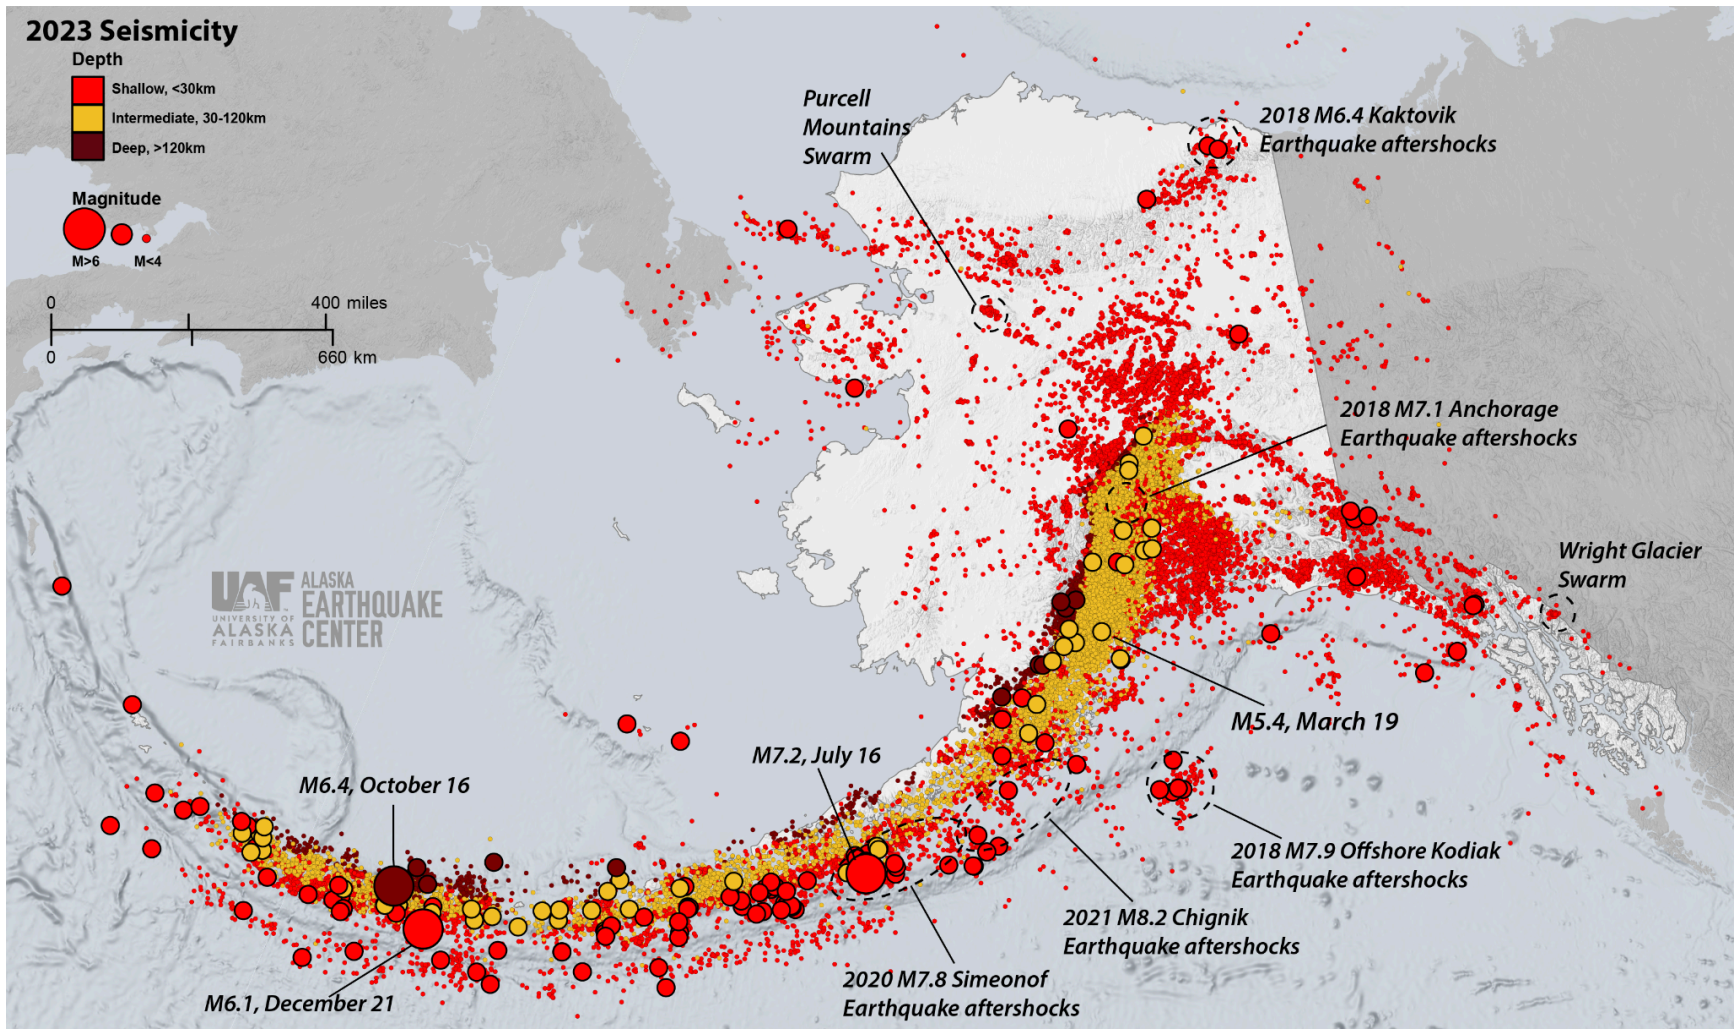 2023 Seismicity
Depth
Shallow, <30km
Intermediate, 30-120km
Deep, >120km
Magnitude
M>6
M<4
0
400 miles
0
660 km
Purcell
Mountains
Swarm
2018 M6.4 Kaktovik
Earthquake aftershocks
2018 M7.1 Anchorage
Earthquake aftershocks
Wright Glacier
Swarm
UAF
UNIVERSITY OF
ALASKA
FAIRBANKS
ALASKA
EARTHQUAKE
CENTER
M5.4, March 19
M7.2, July 16
M6.4, October 16
2018 M7.9 Offshore Kodiak
Earthquake aftershocks
2021 M8.2 Chignik
Earthquake aftershocks
2020 M7.8 Simeonof
Earthquake aftershocks
M6.1, December 21